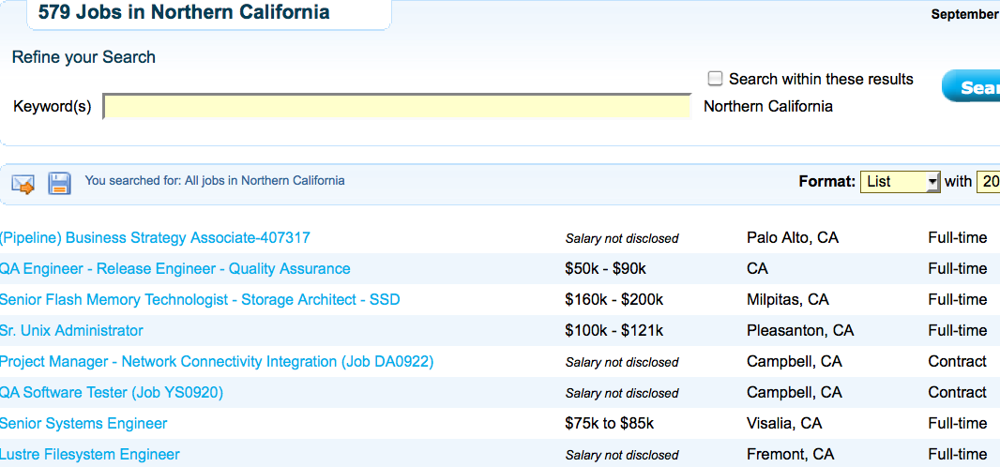 579 Jobs in Northern California
September
Refine your Search
Search within these results
Keyword(s)
Northern California
You searched for: All jobs in Northern California
Format: List with 20
(Pipeline) Business Strategy Associate-407317 Salary not disclosed Palo Alto, CA Full-time
QA Engineer - Release Engineer - Quality Assurance $50k - $90k CA Full-time
Senior Flash Memory Technologist - Storage Architect - SSD $160k - $200k Milpitas, CA Full-time
Sr. Unix Administrator $100k - $121k Pleasanton, CA Full-time
Project Manager - Network Connectivity Integration (Job DA0922) Salary not disclosed Campbell, CA Contract
QA Software Tester (Job YS0920) Salary not disclosed Campbell, CA Contract
Senior Systems Engineer $75k to $85k Visalia, CA Full-time
Lustre Filesystem Engineer Salary not disclosed Fremont, CA Full-time